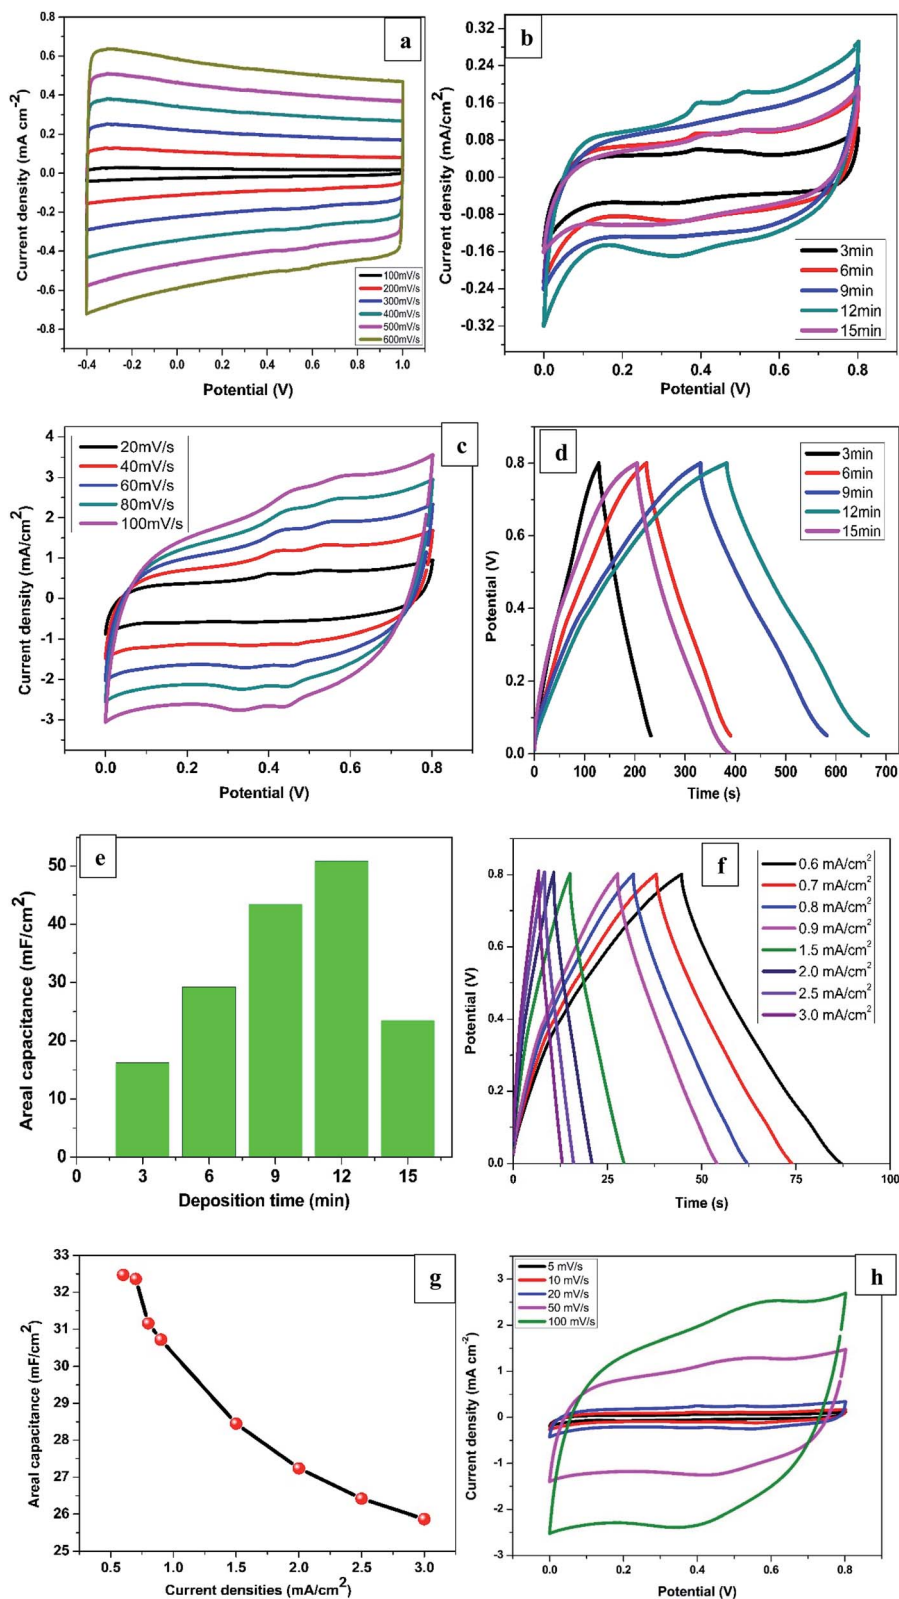 a
Current density (mA cm-2)
0.8
0.6
0.4
0.2
0.0
-0.2
-0.4
-0.6
-0.8
100mV/s
200mV/s
300mV/s
400mV/s
500mV/s
600mV/s
-0.4 -0.2 0.0 0.2 0.4 0.6 0.8 1.0
Potential (V)
b
Current density (mA/cm2)
0.32
0.24
0.16
0.08
0.00
-0.08
-0.16
-0.24
-0.32
3min
6min
9min
12min
15min
0.0 0.2 0.4 0.6 0.8
Potential (V)
c
Current density (mA/cm2)
4
3
2
1
0
-1
-2
-3
20mV/s
40mV/s
60mV/s
80mV/s
100mV/s
0.0 0.2 0.4 0.6 0.8
Potential (V)
d
Potential (V)
0.8
0.6
0.4
0.2
0.0
3min
6min
9min
12min
15min
0 100 200 300 400 500 600 700
Time (s)
e
Areal capacitance (mF/cm2)
50
40
30
20
10
0
3 6 9 12 15
Deposition time (min)
f
Potential (V)
0.8
0.6
0.4
0.2
0.0
0.6 mA/cm2
0.7 mA/cm2
0.8 mA/cm2
0.9 mA/cm2
1.5 mA/cm2
2.0 mA/cm2
2.5 mA/cm2
3.0 mA/cm2
0 25 50 75 100
Time (s)
g
Areal capacitance (mF/cm2)
33
32
31
30
29
28
27
26
25
0.5 1.0 1.5 2.0 2.5 3.0
Current densities (mA/cm2)
h
Current density (mA cm-2)
3
2
1
0
-1
-2
-3
5 mV/s
10 mV/s
20 mV/s
50 mV/s
100 mV/s
0.0 0.2 0.4 0.6 0.8
Potential (V)